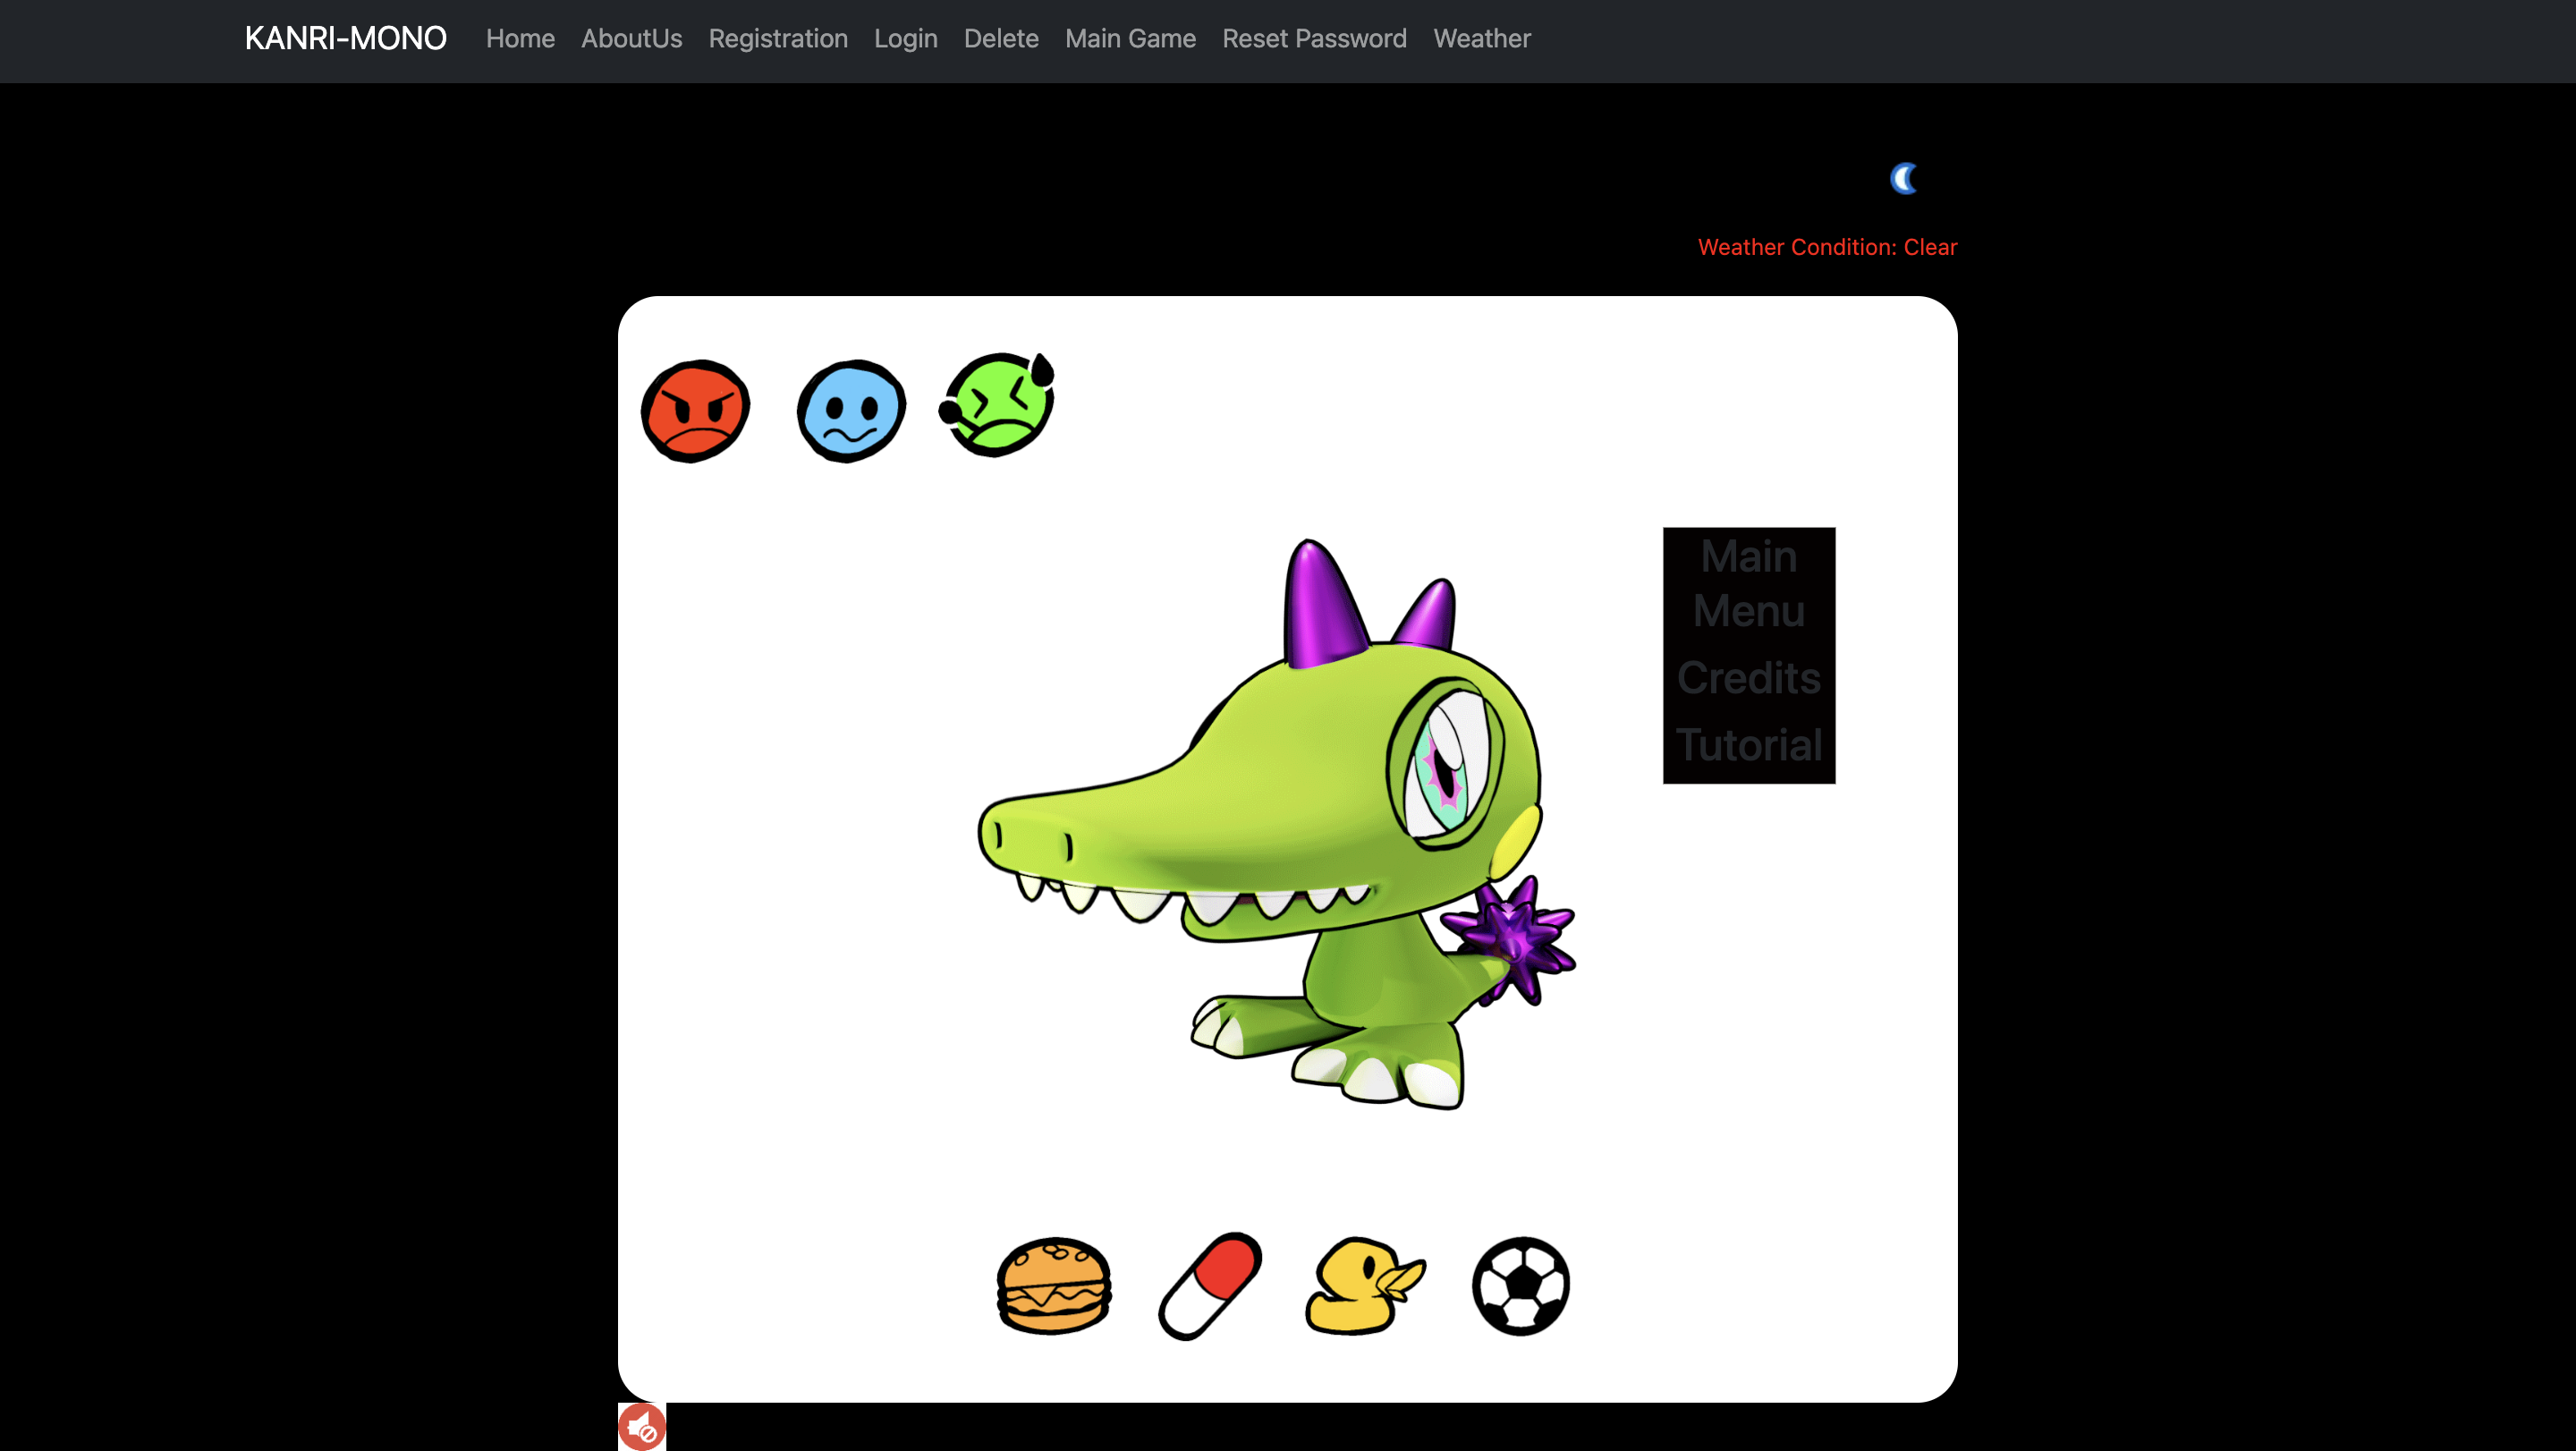 KANRI-MONO Home AboutUs Registration Login Delete Main Game Reset Password Weather
Weather Condition: Clear
Main
Menu
Credits
Tutorial